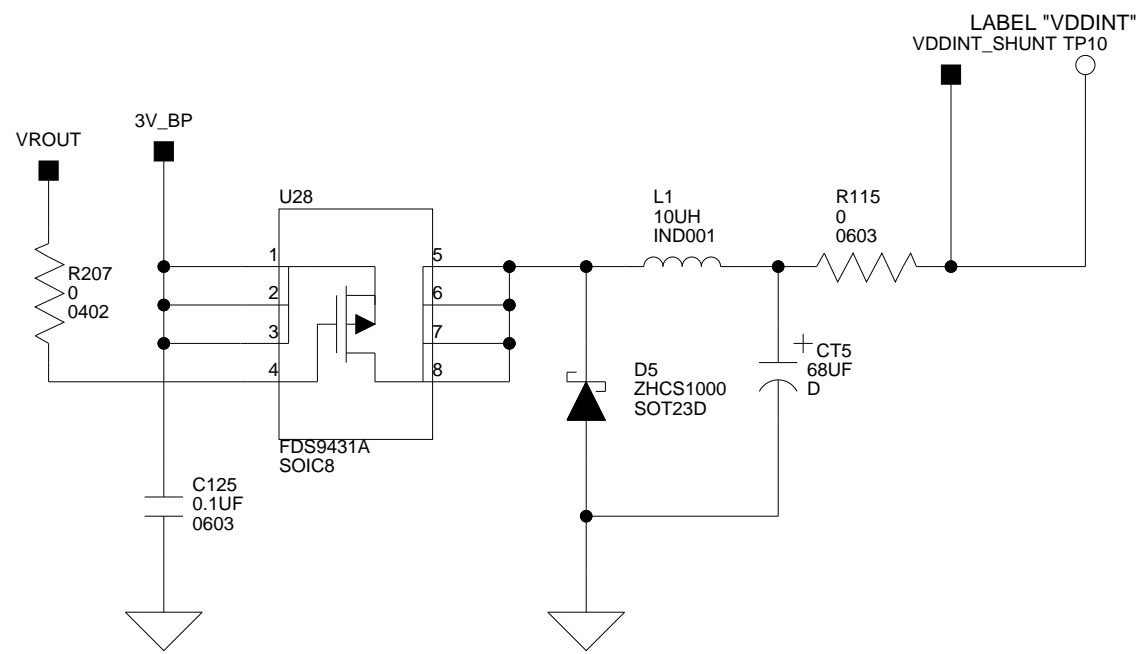 LABEL "VDDINT"
VDDINT_SHUNT TP10
3V_BP
VROUT
U28
L1
10UH
IND001
R115
0
0603
R207
0
0402
1
2
3
4
5
6
7
8
CT5
68UF
D
D5
ZHCS1000
SOT23D
FDS9431A
SOIC8
C125
0.1UF
0603